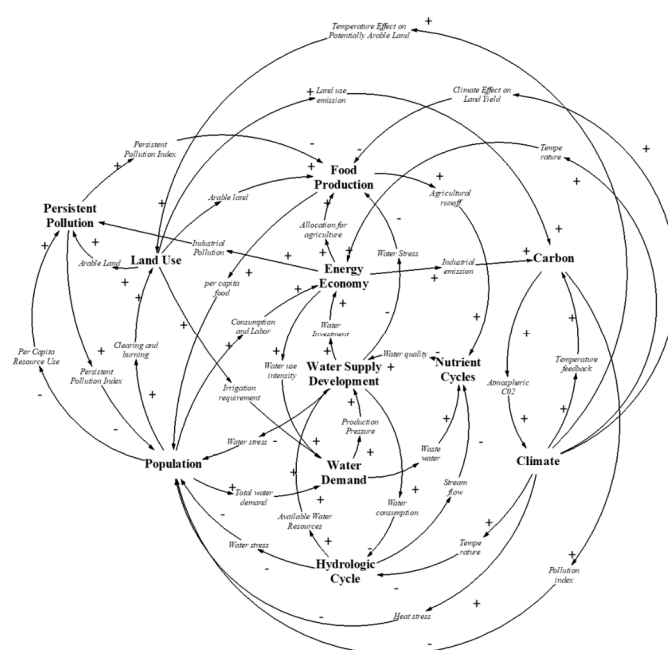 Temperature Effect on
Potentially Arable Land
+
+
Land use
emission
Climate Effect on
Land Yield
+
Persistent
Pollution Index
-
-
Tempe
rature
+
+
+
Food
Production
+
Agricultural
runoff
+
+
Arable land
Persistent
Pollution
+
+
Allocation for
agriculture
-
Industrial
Pollution
Water Stress
+
+
Arable Land
Land Use
+
+
Energy
Economy
+
Industrial
emission
+
+
Carbon
per capita
food
+
+
Consumption
and Labor
+
Water
Investment
-
Per Capita
Resource Use
Clearing and
burning
+
Water use
intensity
Water Supply
Development
Water quality
Nutrient
Cycles
Temperature
feedback
Persistent
Pollution Index
Irrigation
requirement
Atmospheric
C02
-
-
+
Production
Pressure
+
+
Water stress
-
Waste
water
-
Population
Water
Demand
Climate
+
Total water
demand
+
+
Stream
flow
Available Water
Resources
Water
consumption
-
Water stress
+
-
Tempe
rature
+
-
Hydrologic
Cycle
+
Pollution
index
-
Heat stress
+
-